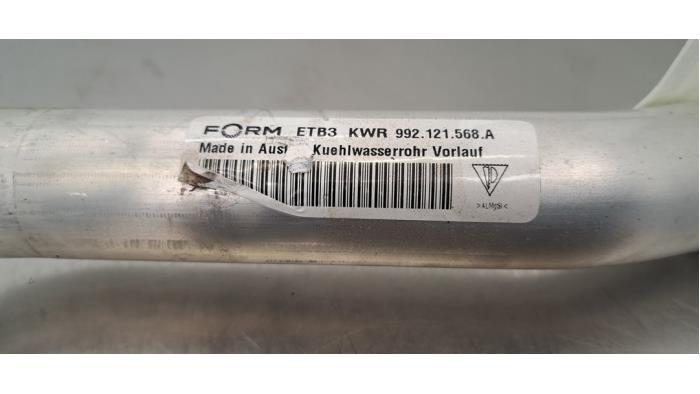 FORM ETB3 KWR 992.121.568.A
Made in Aust Kuehlwasserrohr Vorlauf
>ALMgSi<